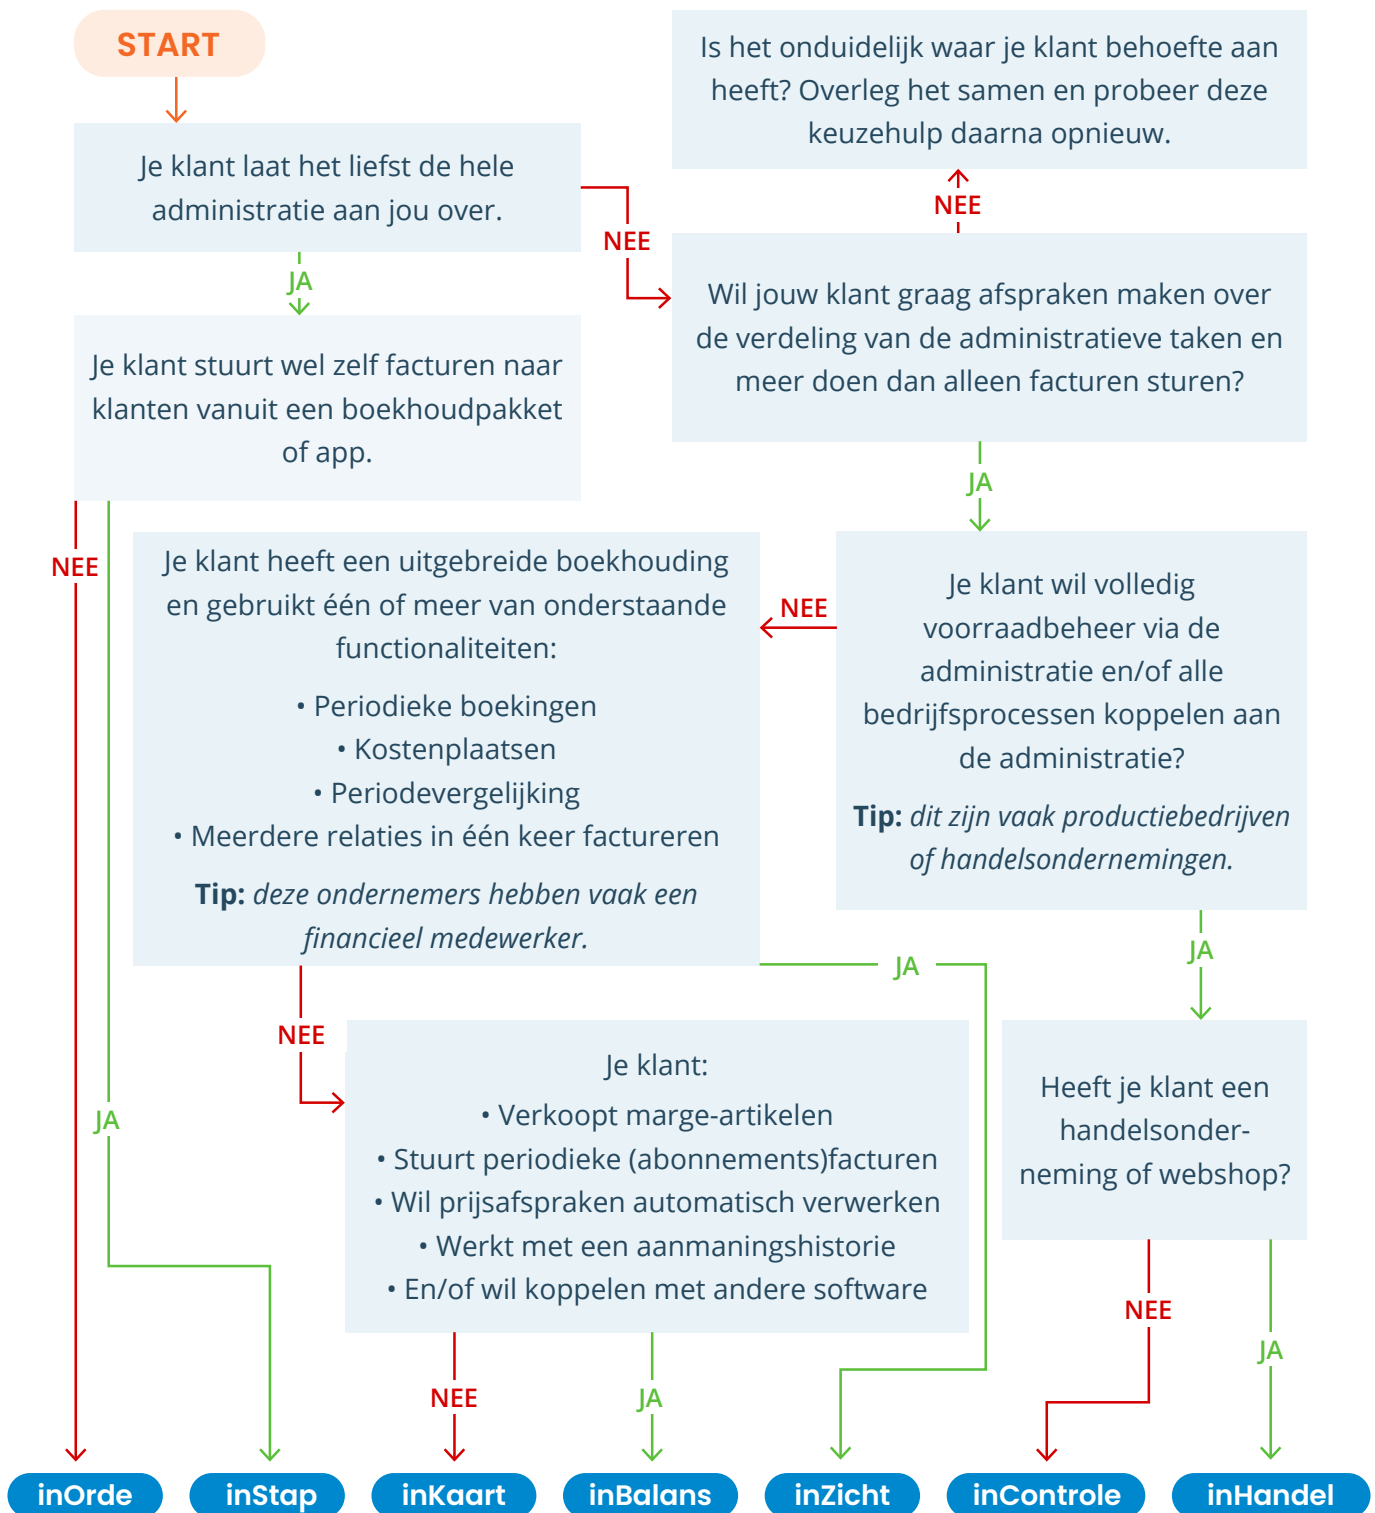 START
Je klant laat het liefst de hele
administratie aan jou over.
NEE
JA
Is het onduidelijk waar je klant behoefte aan
heeft? Overleg het samen en probeer deze
keuzehulp daarna opnieuw.
NEE
Wil jouw klant graag afspraken maken over
de verdeling van de administratieve taken en
meer doen dan alleen facturen sturen?
JA
Je klant stuurt wel zelf facturen naar
klanten vanuit een boekhoudpakket
of app.
NEE
JA
Je klant heeft een uitgebreide boekhouding
en gebruikt één of meer van onderstaande
functionaliteiten:
• Periodieke boekingen
• Kostenplaatsen
• Periodevergelijking
• Meerdere relaties in één keer factureren
Tip: deze ondernemers hebben vaak een
financieel medewerker.
NEE
Je klant wil volledig
voorraadbeheer via de
administratie en/of alle
bedrijfsprocessen koppelen aan
de administratie?
Tip: dit zijn vaak productiebedrijven
of handelsondernemingen.
JA
JA
NEE
Je klant:
• Verkoopt marge-artikelen
• Stuurt periodieke (abonnements)facturen
• Wil prijsafspraken automatisch verwerken
• Werkt met een aanmaningshistorie
• En/of wil koppelen met andere software
Heeft je klant een
handelsonder-
neming of webshop?
NEE
JA
NEE
JA
inOrde
inStap
inKaart
inBalans
inZicht
inControle
inHandel